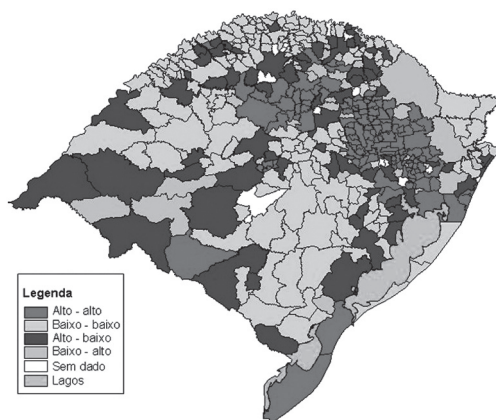 Legenda
Alto - alto
Baixo - baixo
Alto - baixo
Baixo - alto
Sem dado
Lagos